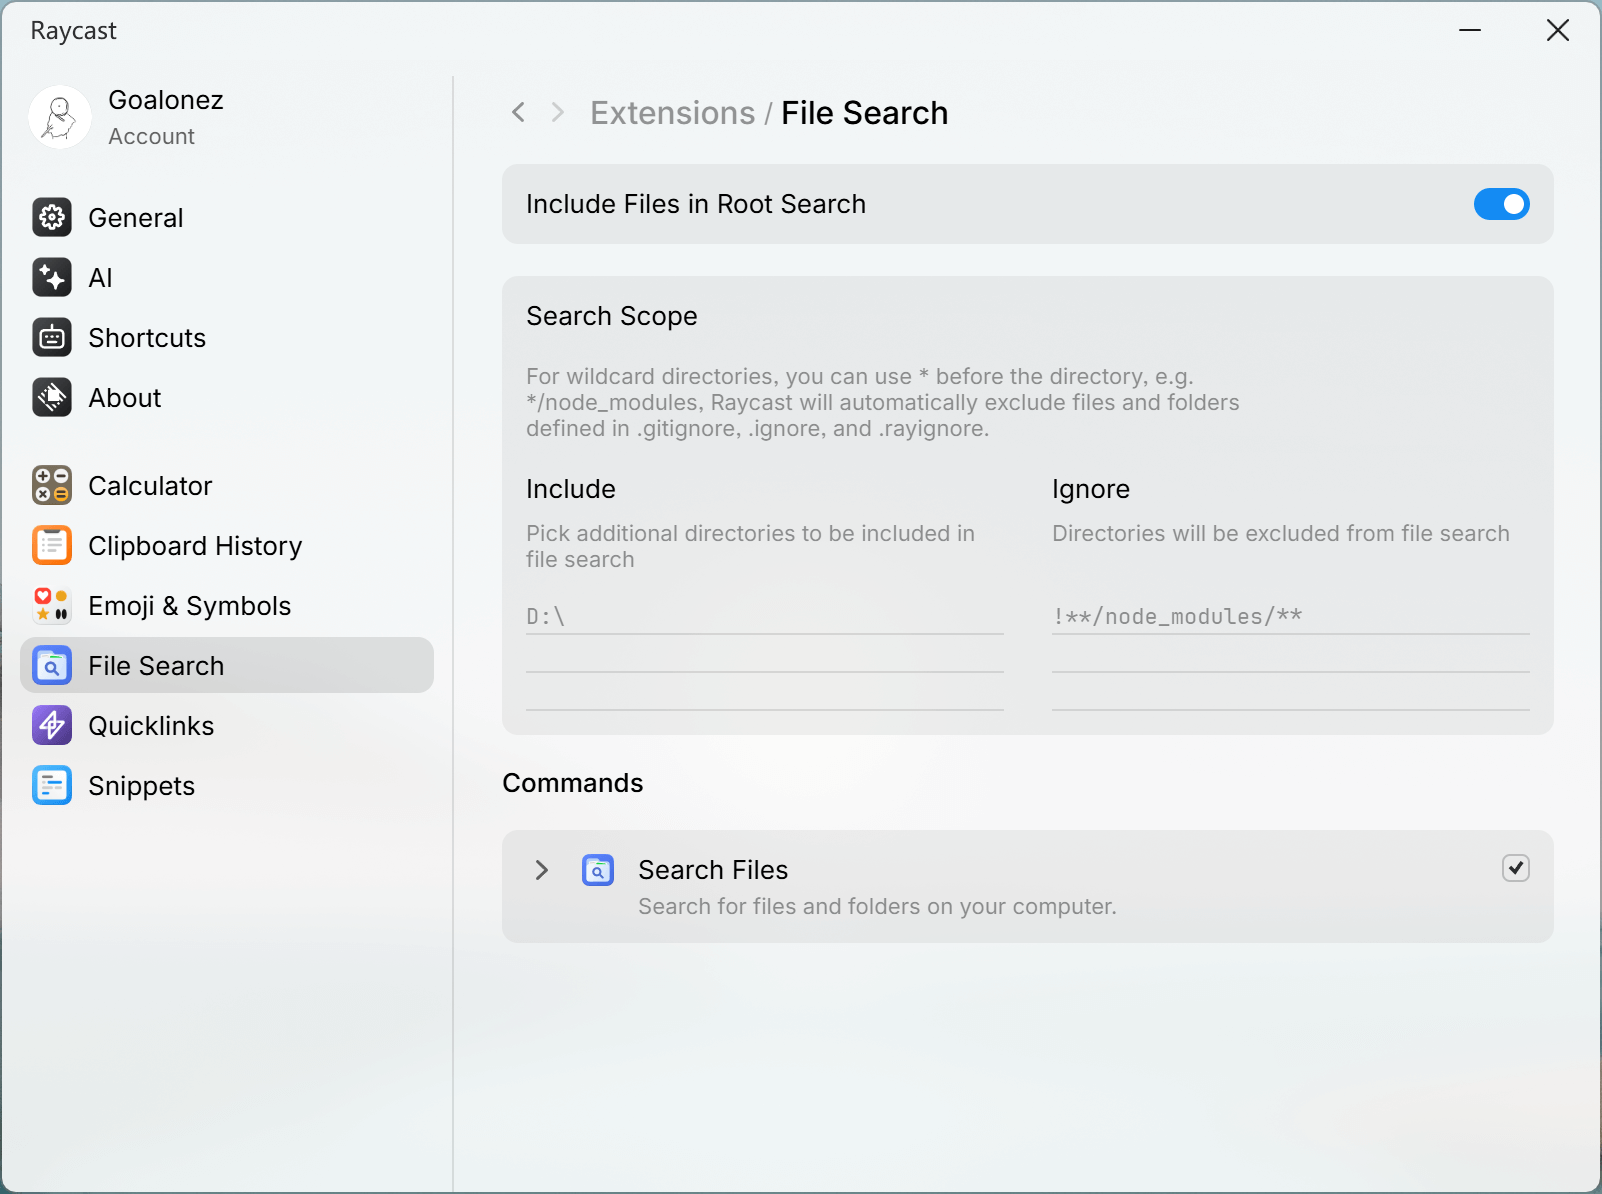 Raycast
Goalonez
Account
General
AI
Shortcuts
About
Calculator
Clipboard History
Emoji & Symbols
File Search
Quicklinks
Snippets
Extensions / File Search
Include Files in Root Search
Search Scope
For wildcard directories, you can use * before the directory, e.g.
*/node_modules, Raycast will automatically exclude files and folders
defined in .gitignore, .ignore, and .rayignore.
Include
Pick additional directories to be included in
file search
D:\
Ignore
Directories will be excluded from file search
!**/node_modules/**
Commands
Search Files
Search for files and folders on your computer.